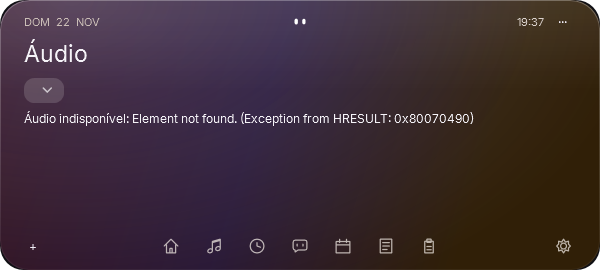 DOM 22 NOV
19:37 ···
Áudio
Áudio indisponível: Element not found. (Exception from HRESULT: 0x80070490)
+